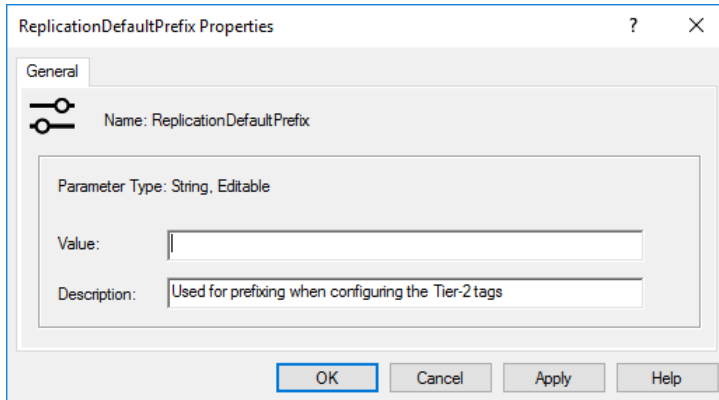 ReplicationDefaultPrefix Properties
?
General
Name: ReplicationDefaultPrefix
Parameter Type: String, Editable
Value:
Description: Used for prefixing when configuring the Tier-2 tags
OK Cancel Apply Help